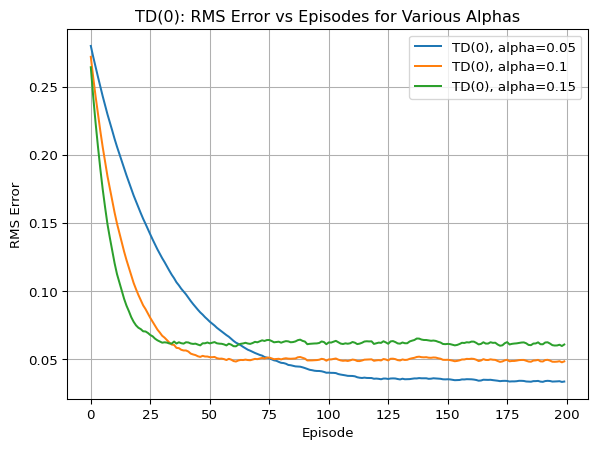 TD(0): RMS Error vs Episodes for Various Alphas
TD(0), alpha=0.05
TD(0), alpha=0.1
TD(0), alpha=0.15
RMS Error
0.25
0.20
0.15
0.10
0.05
0 25 50 75 100 125 150 175 200
Episode